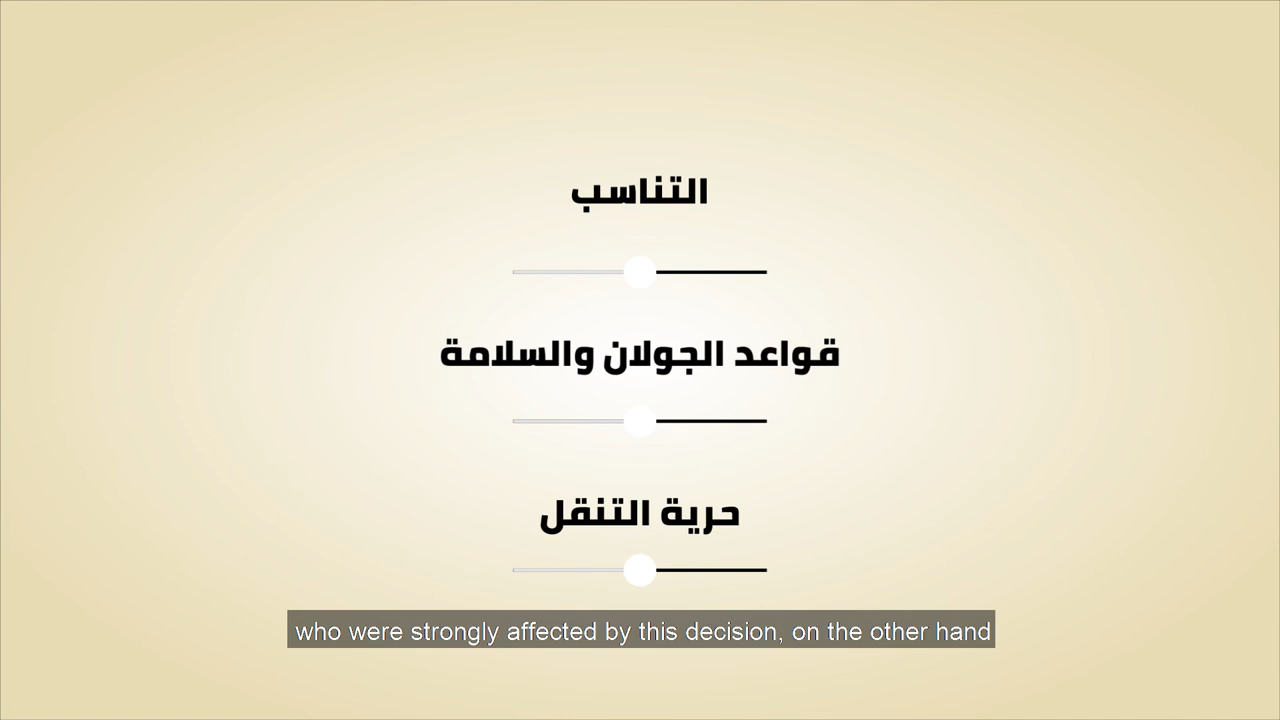 التناسب
قواعد الجولان والسلامة
حرية التنقل
who were strongly affected by this decision, on the other hand